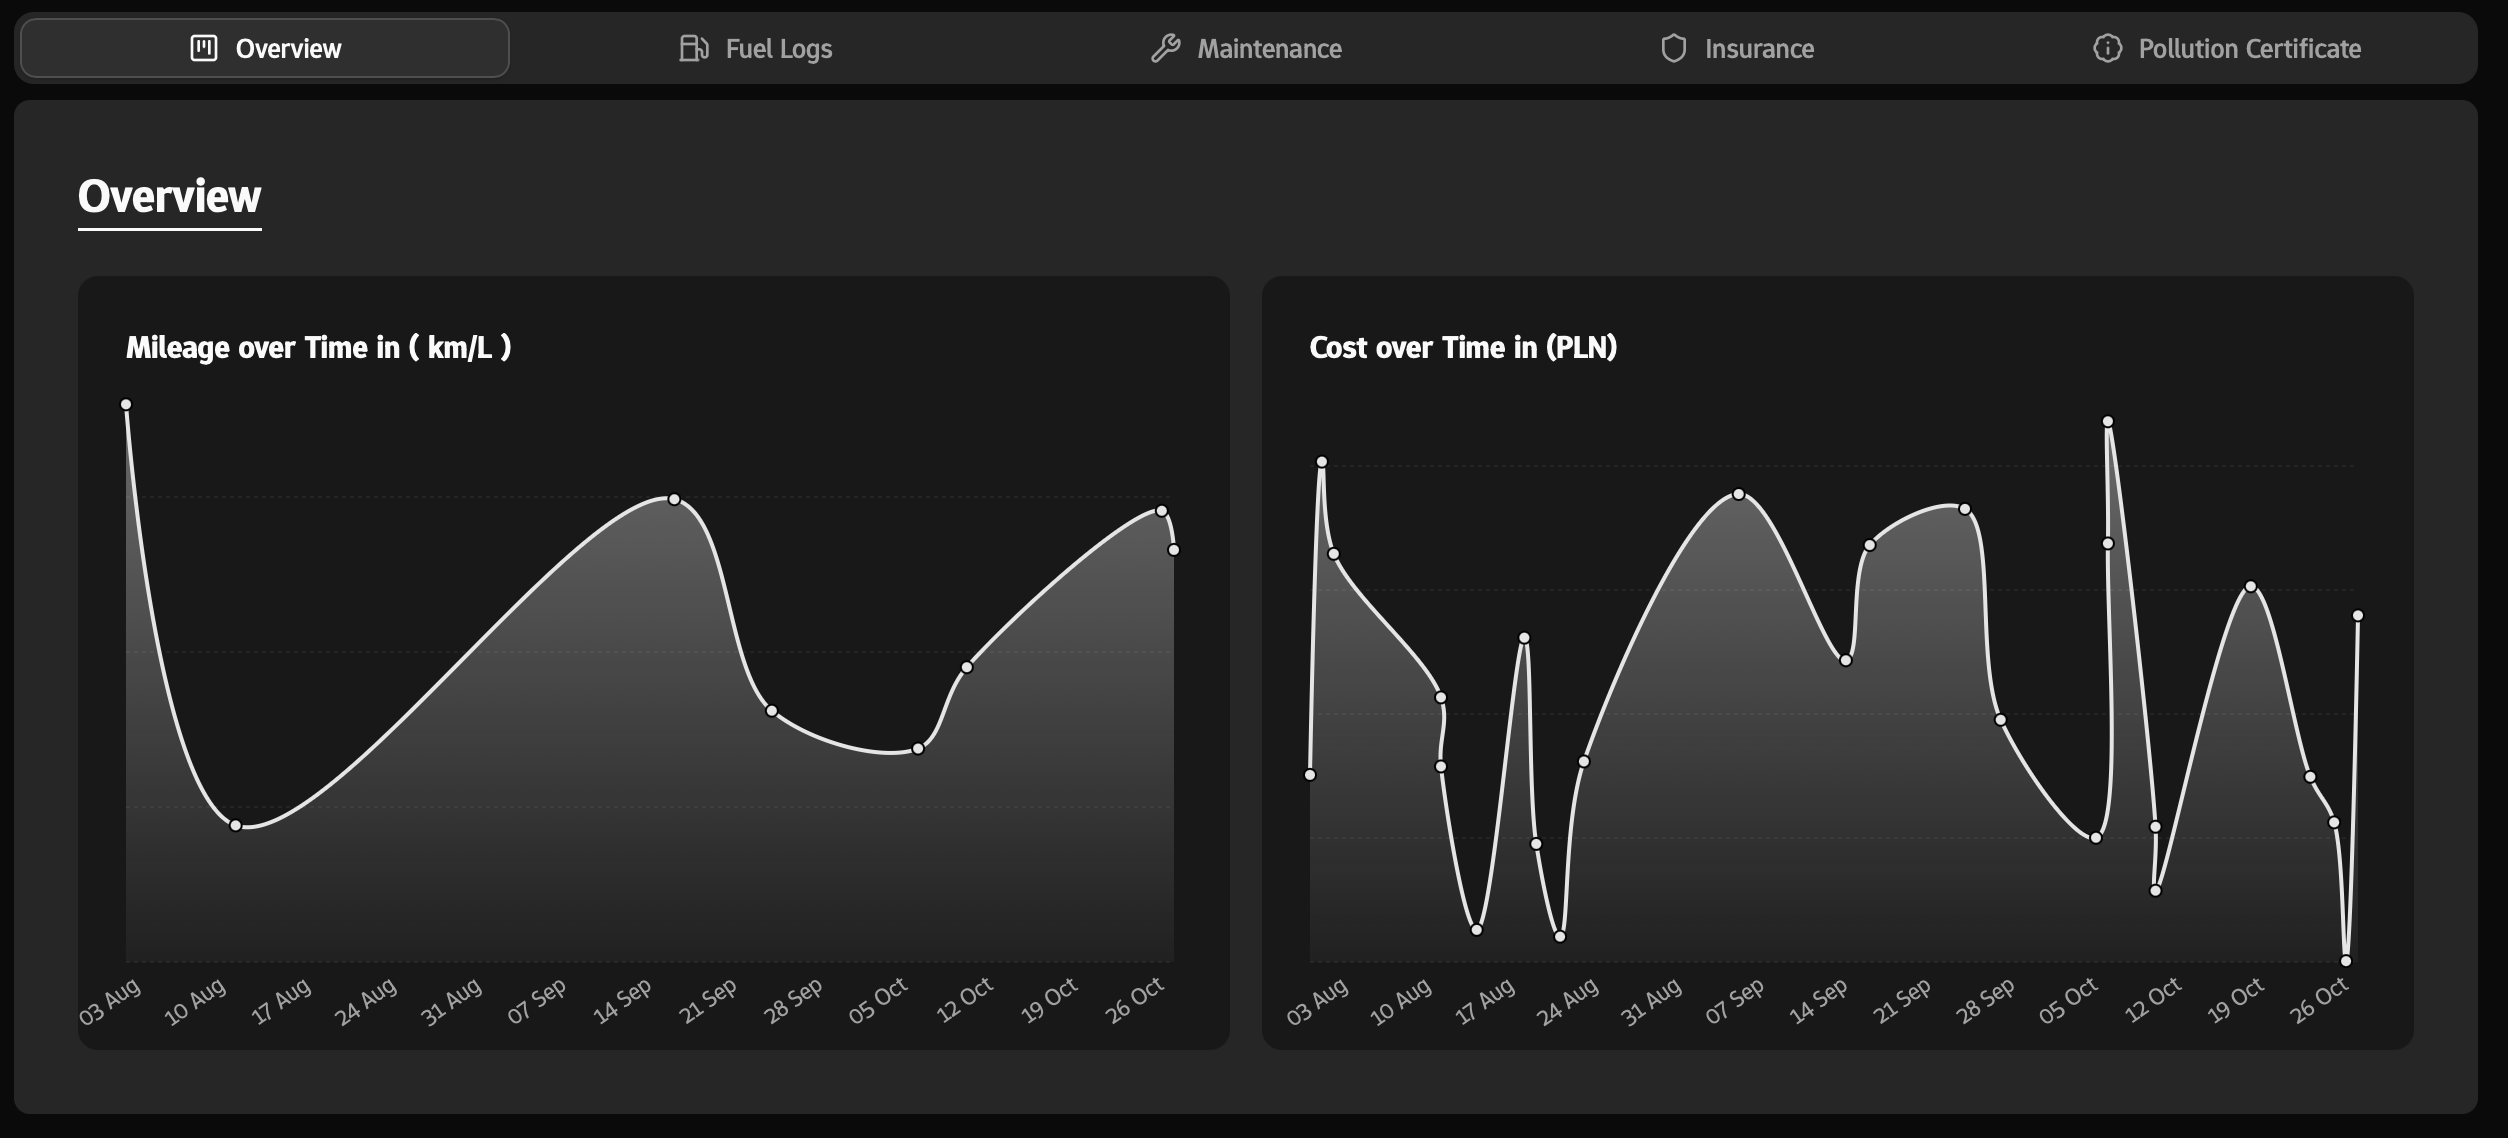 Overview
Fuel Logs
Maintenance
Insurance
Pollution Certificate
Overview
Mileage over Time in ( km/L )
03 Aug
10 Aug
17 Aug
24 Aug
31 Aug
07 Sep
14 Sep
21 Sep
28 Sep
05 Oct
12 Oct
19 Oct
26 Oct
Cost over Time in (PLN)
03 Aug
10 Aug
17 Aug
24 Aug
31 Aug
07 Sep
14 Sep
21 Sep
28 Sep
05 Oct
12 Oct
19 Oct
26 Oct